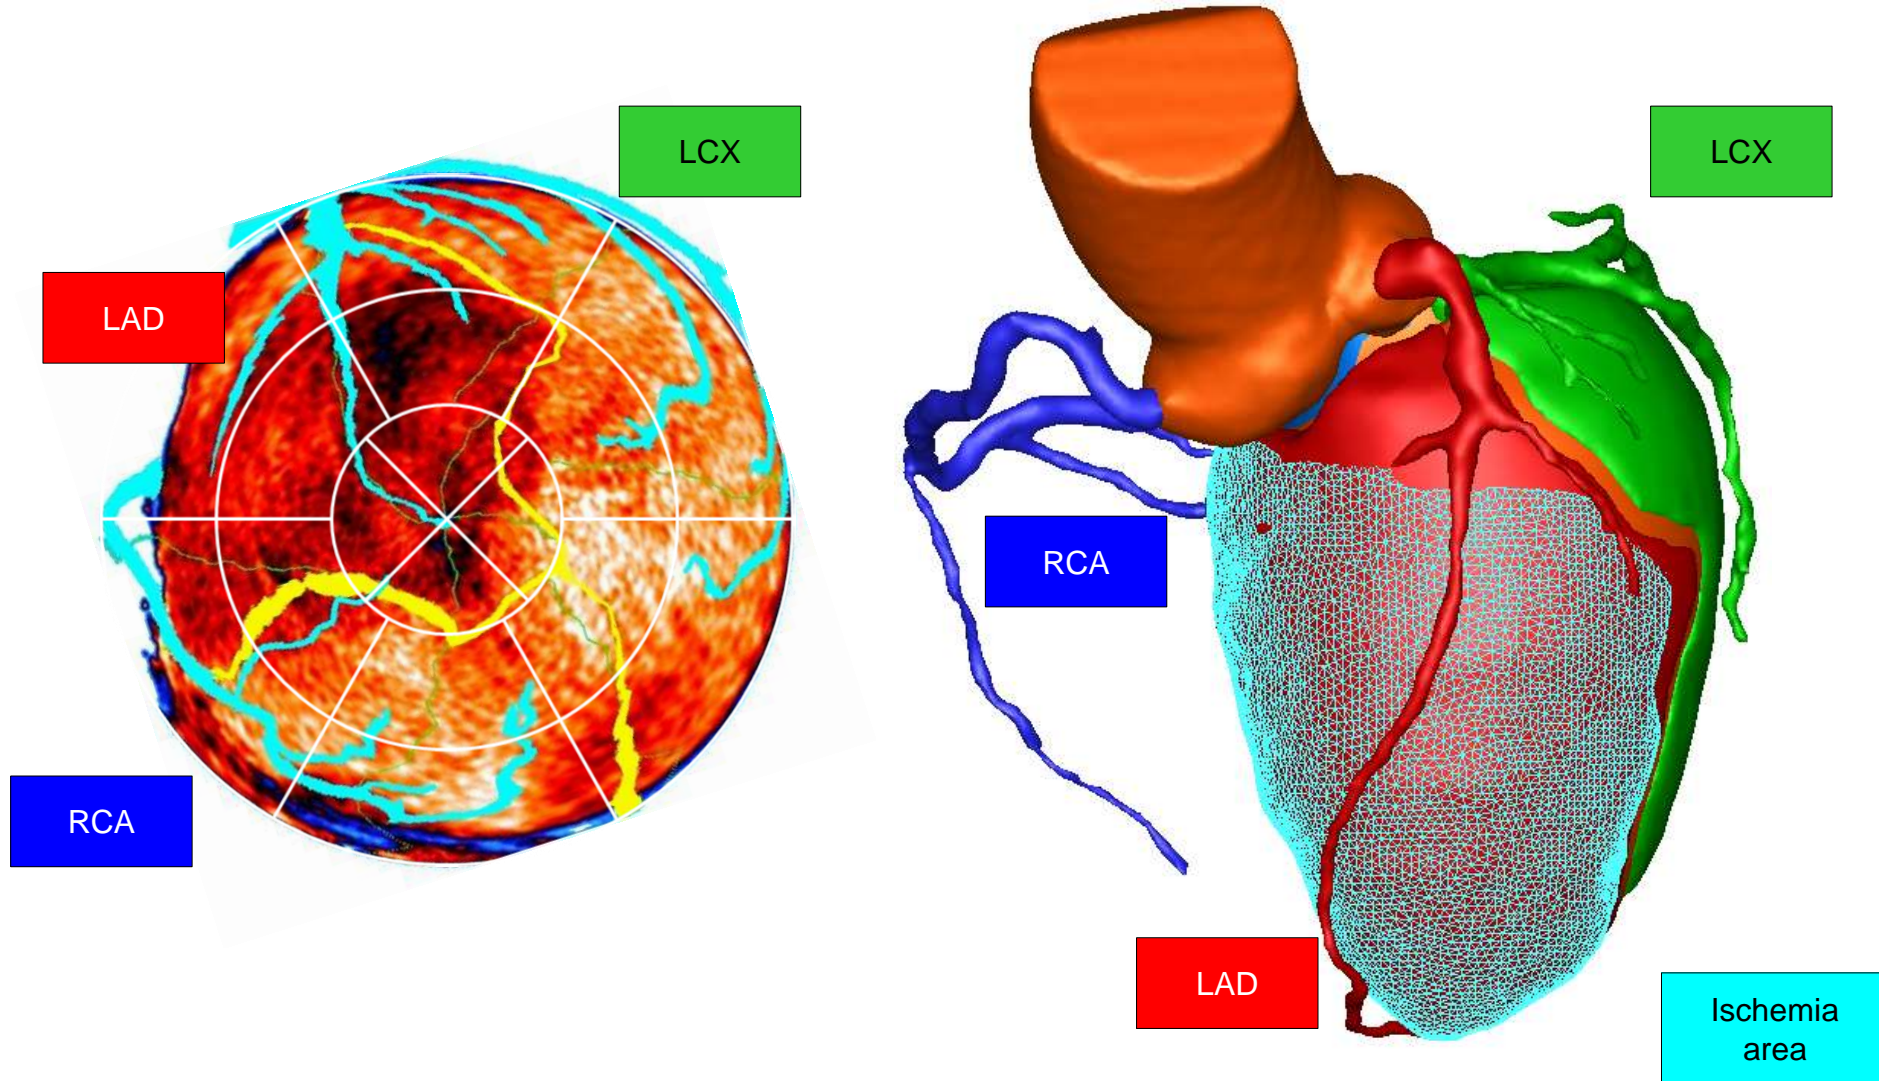 LCX
LAD
RCA
LCX
RCA
LAD
Ischemia
area